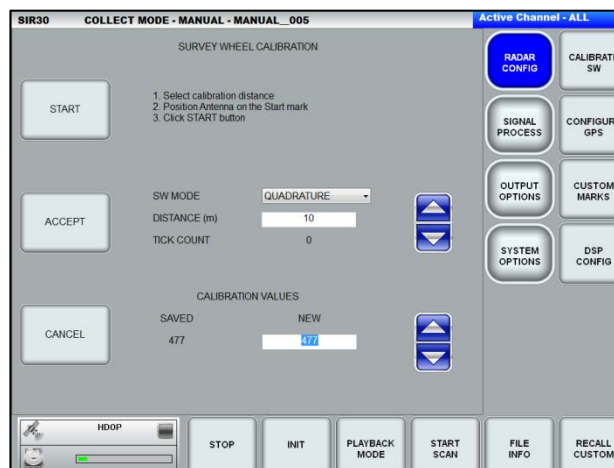 SIR30 COLLECT MODE - MANUAL - MANUAL__005
Active Channel - ALL
SURVEY WHEEL CALIBRATION
START
1. Select calibration distance
2. Position Antenna on the Start mark
3. Click START button
ACCEPT
SW MODE QUADRATURE
DISTANCE (m) 10
TICK COUNT 0
CALIBRATION VALUES
SAVED NEW
CANCEL
477 477
RADAR CONFIG
CALIBRATE SW
SIGNAL PROCESS
CONFIGURE GPS
OUTPUT OPTIONS
CUSTOM MARKS
SYSTEM OPTIONS
DSP CONFIG
HDOP
STOP
INIT
PLAYBACK MODE
START SCAN
FILE INFO
RECALL CUSTOM